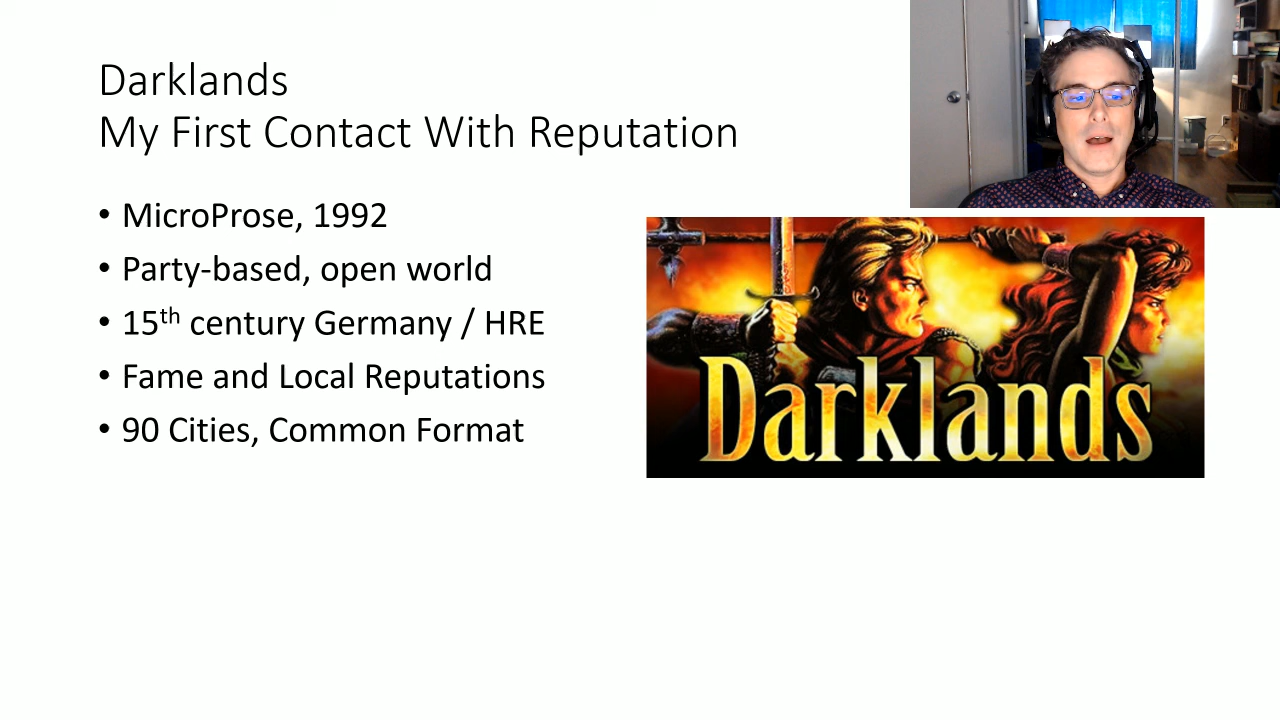 Darklands
My First Contact With Reputation
• MicroProse, 1992
• Party-based, open world
• 15th century Germany / HRE
• Fame and Local Reputations
• 90 Cities, Common Format
Darklands